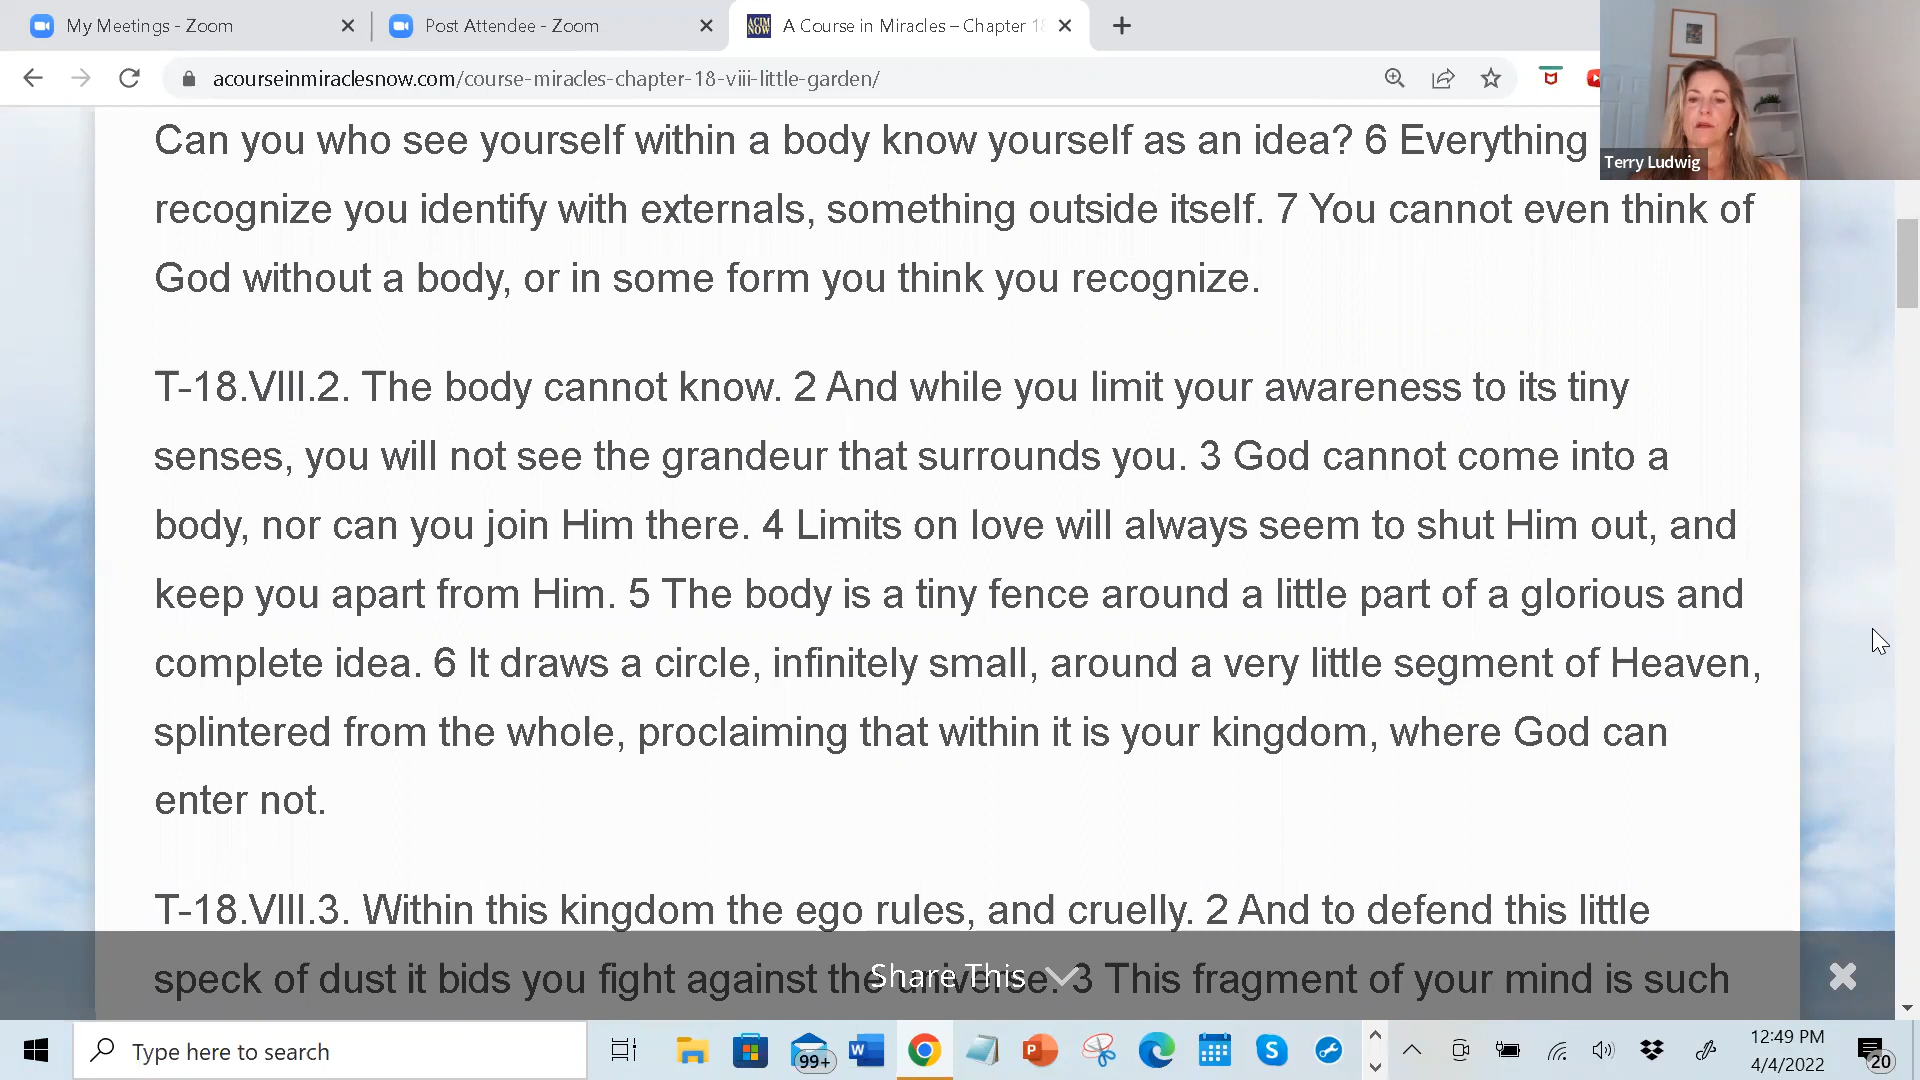 My Meetings - Zoom
Post Attendee - Zoom
A Course in Miracles – Chapter 18
acourseinmiraclesnow.com/course-miracles-chapter-18-viii-little-garden/
Terry Ludwig
Can you who see yourself within a body know yourself as an idea? 6 Everything
recognize you identify with externals, something outside itself. 7 You cannot even think of
God without a body, or in some form you think you recognize.
T-18.VIII.2. The body cannot know. 2 And while you limit your awareness to its tiny
senses, you will not see the grandeur that surrounds you. 3 God cannot come into a
body, nor can you join Him there. 4 Limits on love will always seem to shut Him out, and
keep you apart from Him. 5 The body is a tiny fence around a little part of a glorious and
complete idea. 6 It draws a circle, infinitely small, around a very little segment of Heaven,
splintered from the whole, proclaiming that within it is your kingdom, where God can
enter not.
T-18.VIII.3. Within this kingdom the ego rules, and cruelly. 2 And to defend this little
speck of dust it bids you fight against the universe. 3 This fragment of your mind is such
Share This
Type here to search
99+
12:49 PM
4/4/2022
20